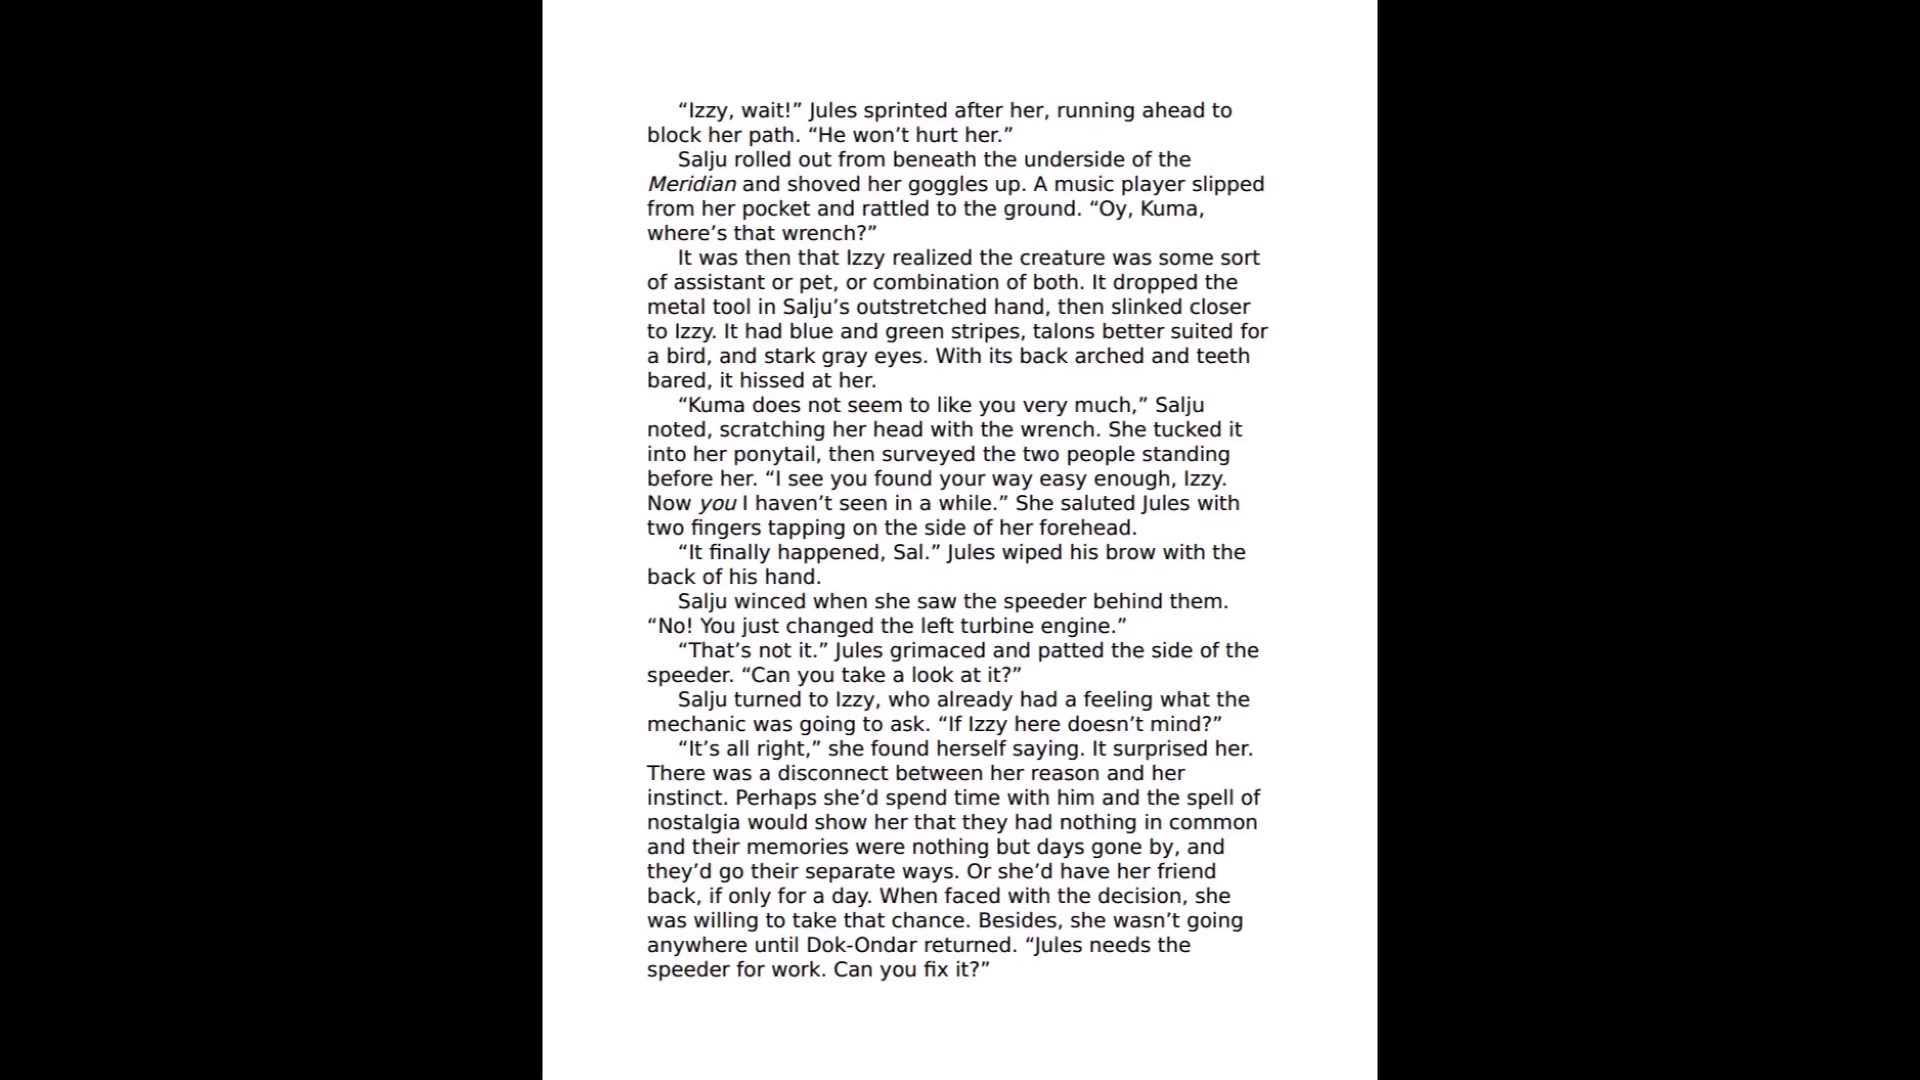 “Izzy, wait!” Jules sprinted after her, running ahead to
block her path. “He won’t hurt her.”
Salju rolled out from beneath the underside of the
Meridian and shoved her goggles up. A music player slipped
from her pocket and rattled to the ground. “Oy, Kuma,
where’s that wrench?”
It was then that Izzy realized the creature was some sort
of assistant or pet, or combination of both. It dropped the
metal tool in Salju’s outstretched hand, then slinked closer
to Izzy. It had blue and green stripes, talons better suited for
a bird, and stark gray eyes. With its back arched and teeth
bared, it hissed at her.
“Kuma does not seem to like you very much,” Salju
noted, scratching her head with the wrench. She tucked it
into her ponytail, then surveyed the two people standing
before her. “I see you found your way easy enough, Izzy.
Now you I haven’t seen in a while.” She saluted Jules with
two fingers tapping on the side of her forehead.
“It finally happened, Sal.” Jules wiped his brow with the
back of his hand.
Salju winced when she saw the speeder behind them.
“No! You just changed the left turbine engine.”
“That’s not it.” Jules grimaced and patted the side of the
speeder. “Can you take a look at it?”
Salju turned to Izzy, who already had a feeling what the
mechanic was going to ask. “If Izzy here doesn’t mind?”
“It’s all right,” she found herself saying. It surprised her.
There was a disconnect between her reason and her
instinct. Perhaps she’d spend time with him and the spell of
nostalgia would show her that they had nothing in common
and their memories were nothing but days gone by, and
they’d go their separate ways. Or she’d have her friend
back, if only for a day. When faced with the decision, she
was willing to take that chance. Besides, she wasn’t going
anywhere until Dok-Ondar returned. “Jules needs the
speeder for work. Can you fix it?”